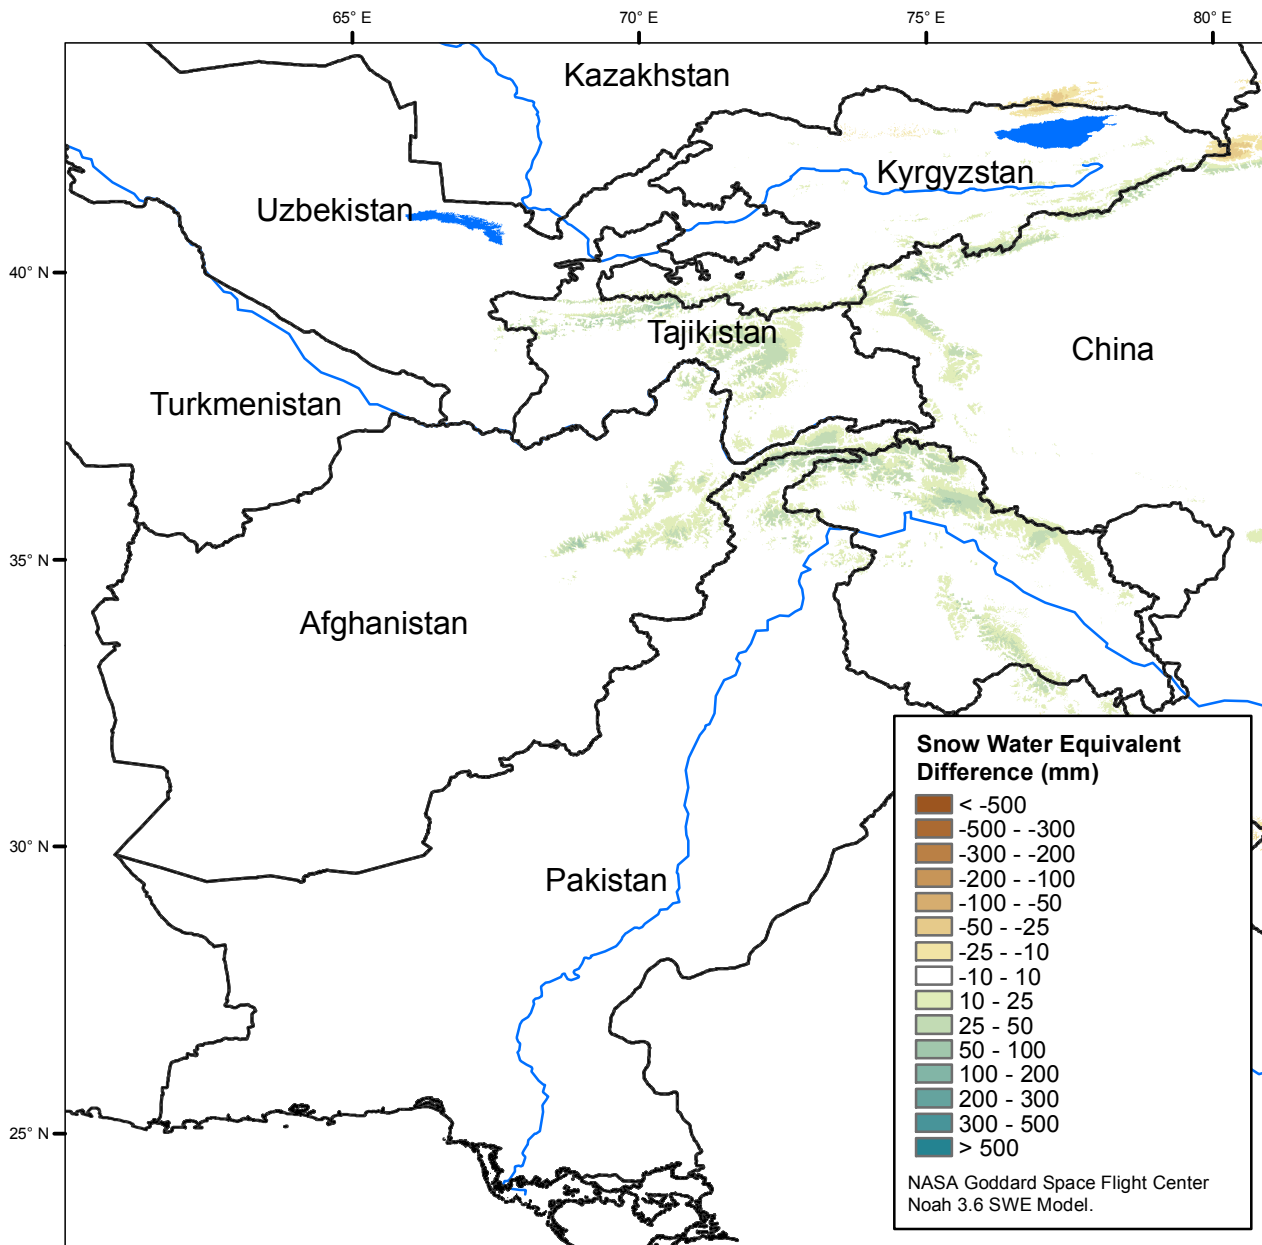 65° E
70° E
75° E
80° E
Kazakhstan
Kyrgyzstan
Uzbekistan
40° N
Tajikistan
China
Turkmenistan
35° N
Afghanistan
Snow Water Equivalent
Difference (mm)
< -500
-500 - -300
-300 - -200
-200 - -100
-100 - -50
-50 - -25
-25 - -10
-10 - 10
10 - 25
25 - 50
50 - 100
100 - 200
200 - 300
300 - 500
> 500
30° N
Pakistan
25° N
NASA Goddard Space Flight Center
Noah 3.6 SWE Model.